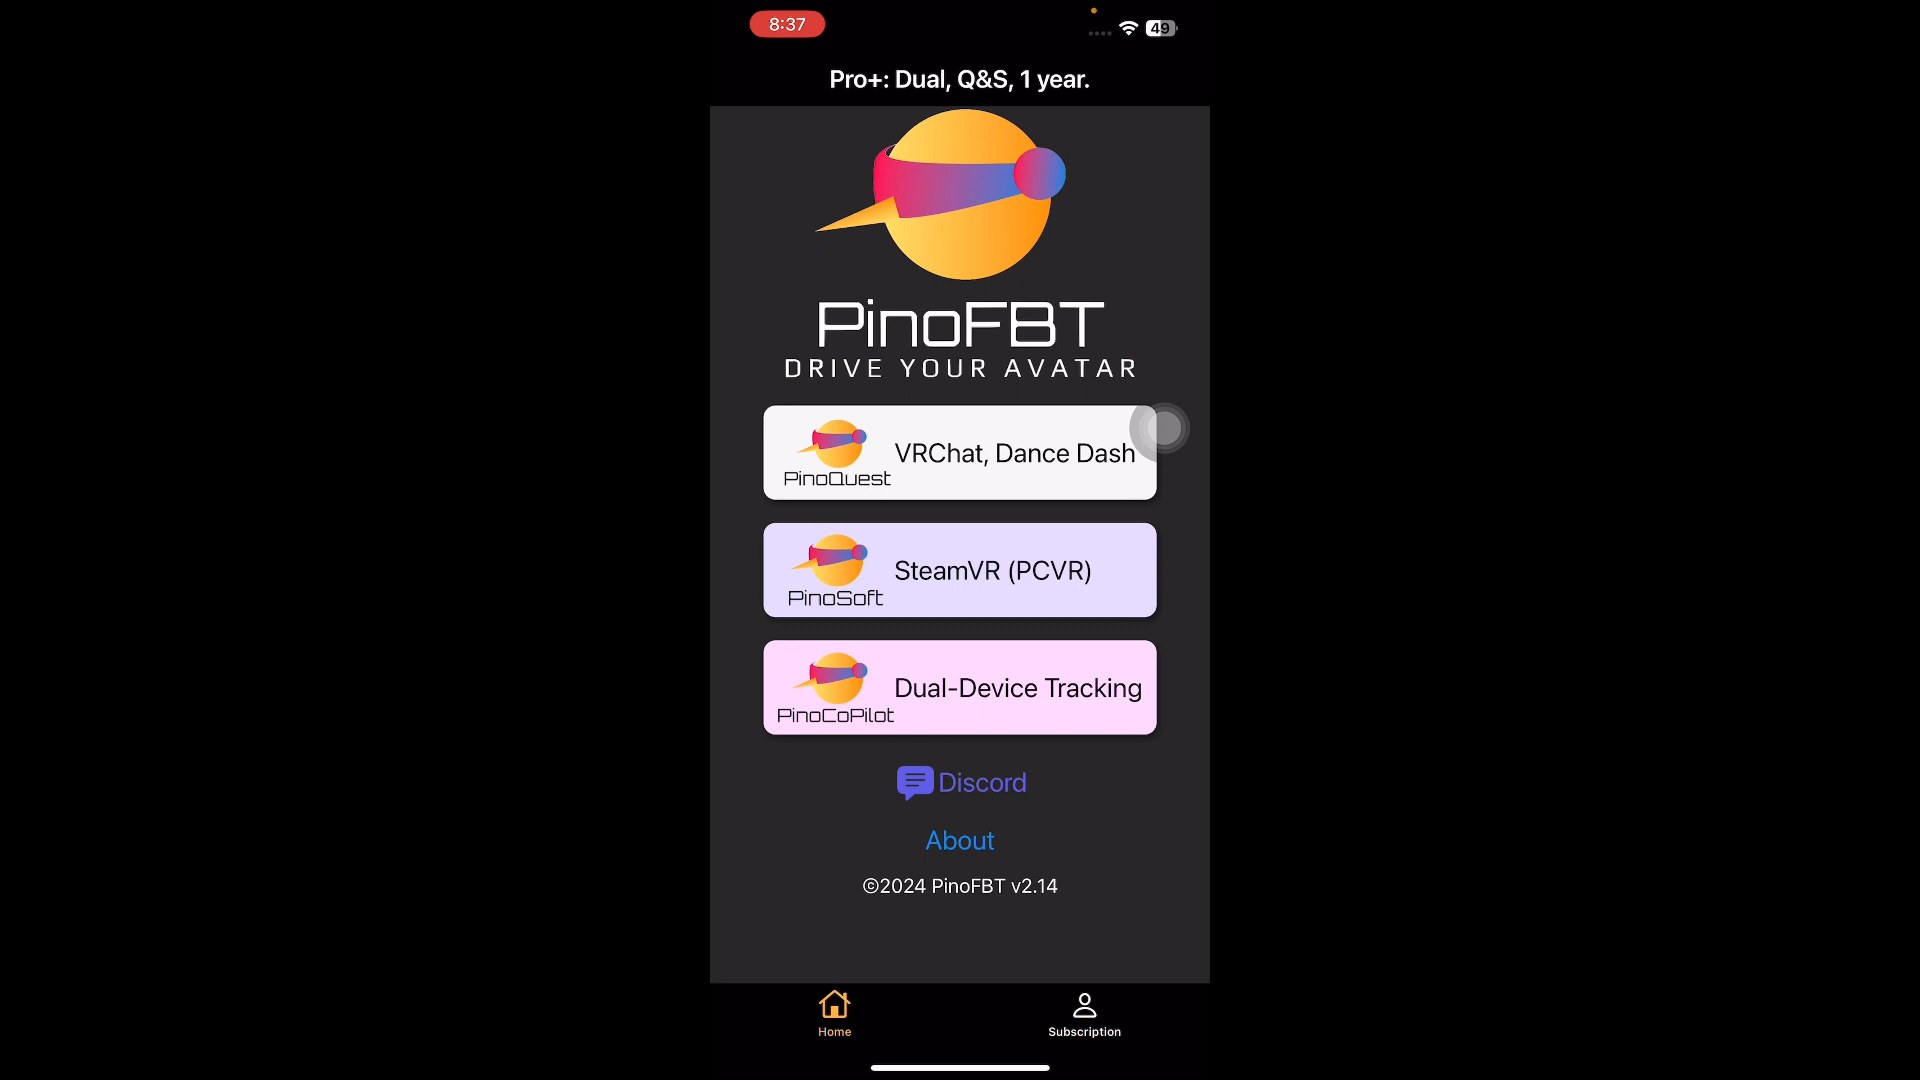 8:37
49
Pro+: Dual, Q&S, 1 year.
PinoFBT
DRIVE YOUR AVATAR
PinoQuest
VRChat, Dance Dash
PinoSoft
SteamVR (PCVR)
PinoCoPilot
Dual-Device Tracking
Discord
About
©2024 PinoFBT v2.14
Home
Subscription